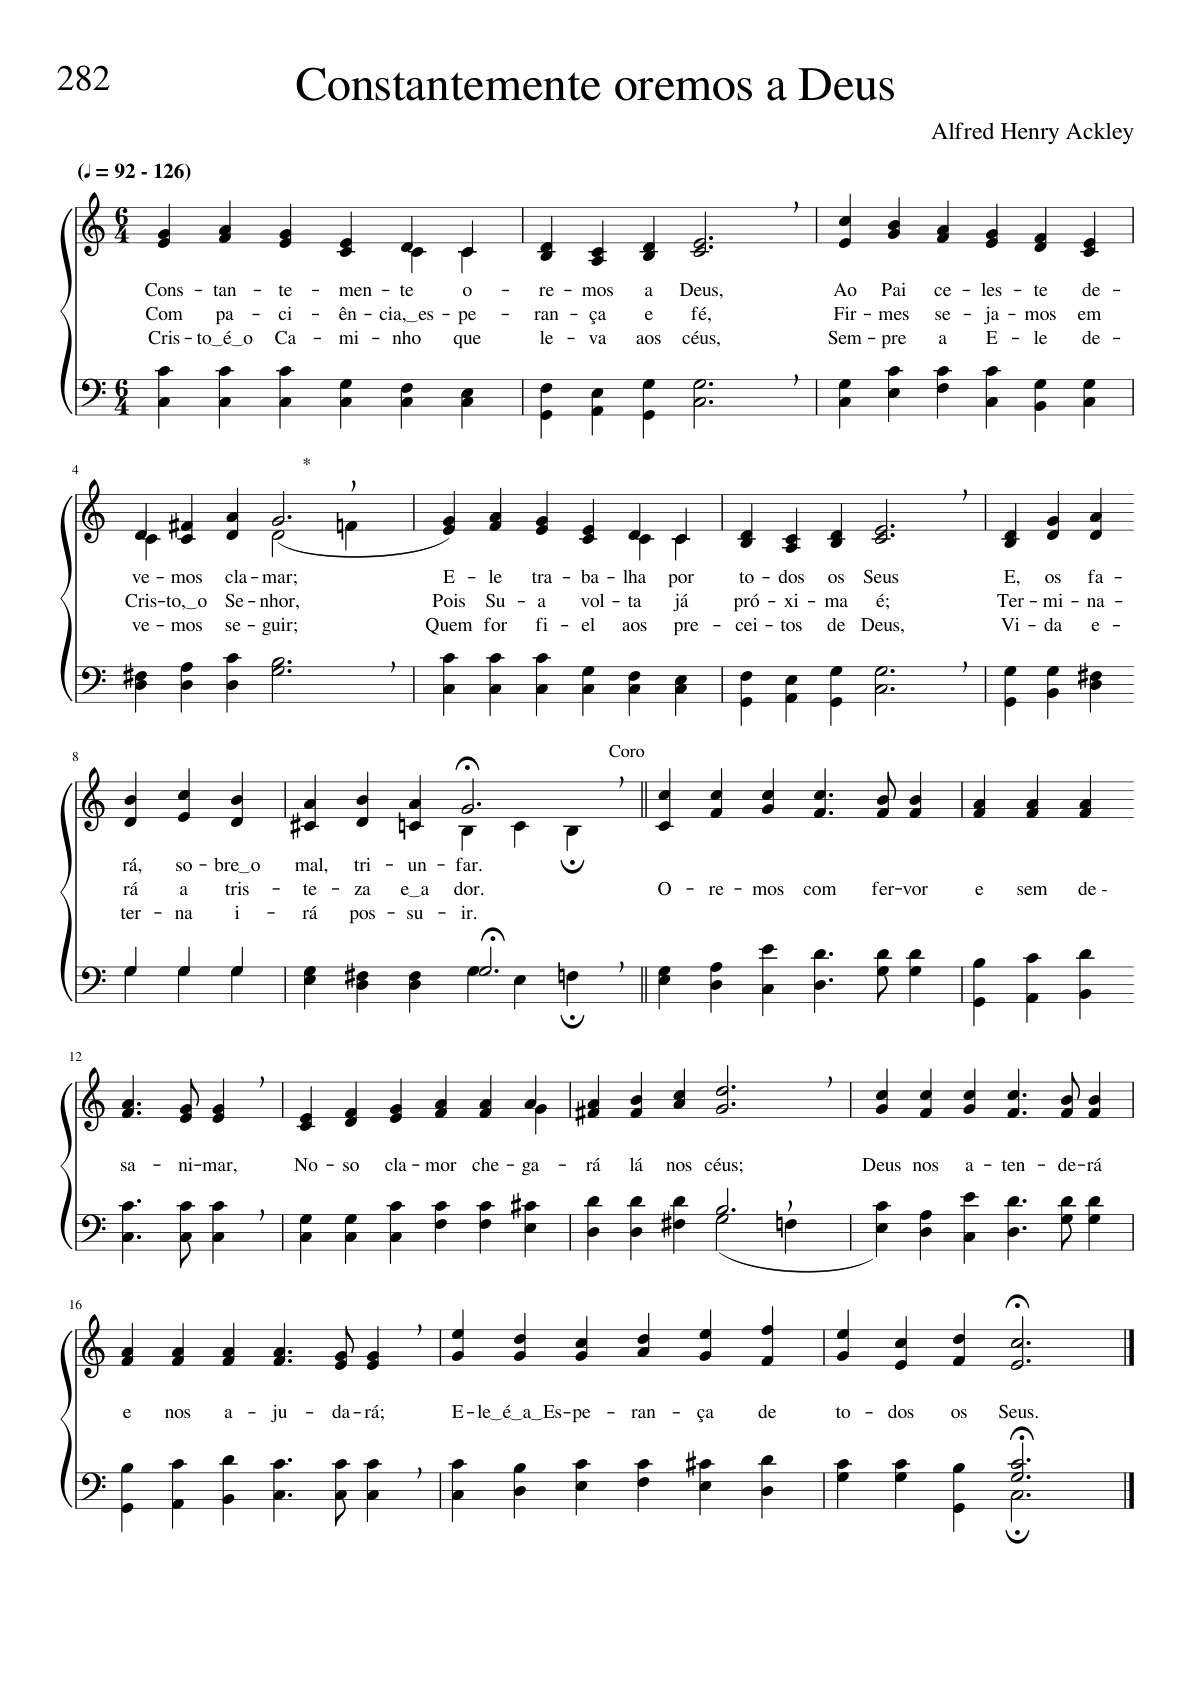 282
Constantemente oremos a Deus
Alfred Henry Ackley
(♩ = 92 - 126)
Cons - tan - te - men - te o - re - mos a Deus, Ao Pai ce - les - te de -
Com pa - ci - ên - cia,‿es - pe - ran - ça e fé, Fir - mes se - ja - mos em
Cris - to‿é‿o Ca - mi - nho que le - va aos céus, Sem - pre a E - le de -
4
*
ve - mos cla - mar; E - le tra - ba - lha por to - dos os Seus E, os fa -
Cris - to,‿o Se - nhor, Pois Su - a vol - ta já pró - xi - ma é; Ter - mi - na -
ve - mos se - guir; Quem for fi - el aos pre - cei - tos de Deus, Vi - da e -
8
Coro
rá, so - bre‿o mal, tri - un - far.
rá a tris - te - za e‿a dor. O - re - mos com fer - vor e sem de -
ter - na i - rá pos - su - ir.
12
sa - ni - mar, No - so cla - mor che - ga - rá lá nos céus; Deus nos a - ten - de - rá
16
e nos a - ju - da - rá; E - le‿é‿a‿Es - pe - ran - ça de to - dos os Seus.